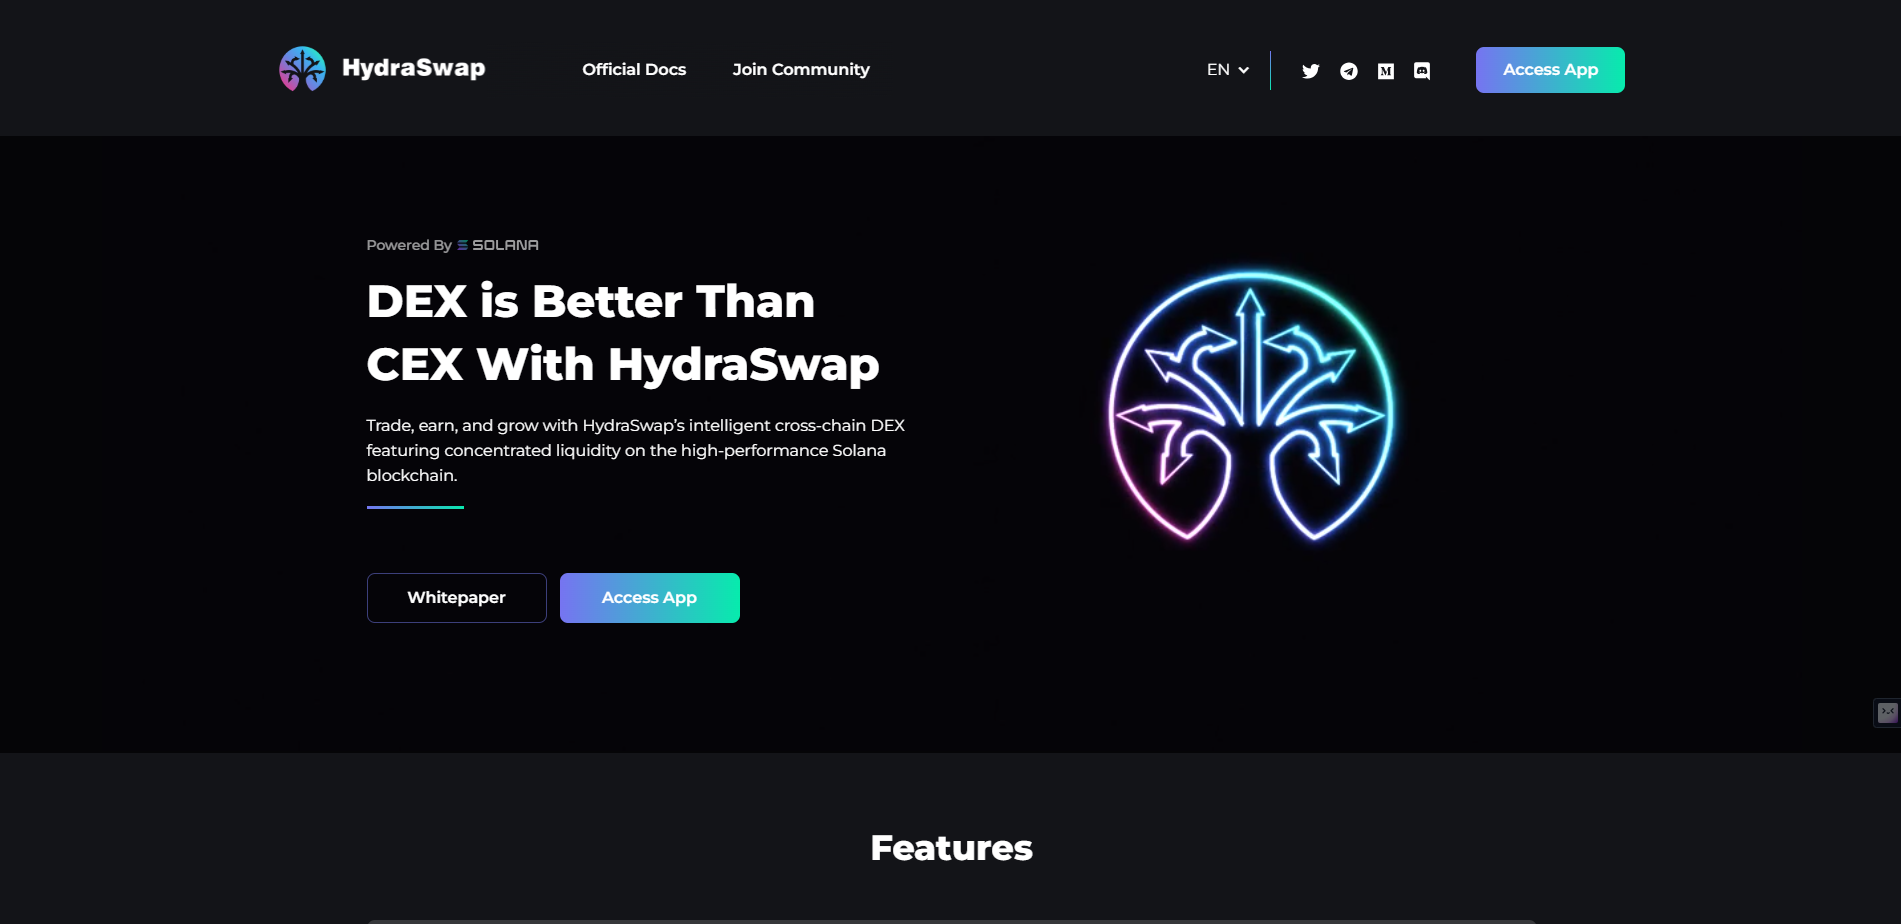 HydraSwap
Official Docs
Join Community
EN
Access App
Powered By SOLANA
DEX is Better Than
CEX With HydraSwap
Trade, earn, and grow with HydraSwap’s intelligent cross-chain DEX
featuring concentrated liquidity on the high-performance Solana
blockchain.
Whitepaper
Access App
Features